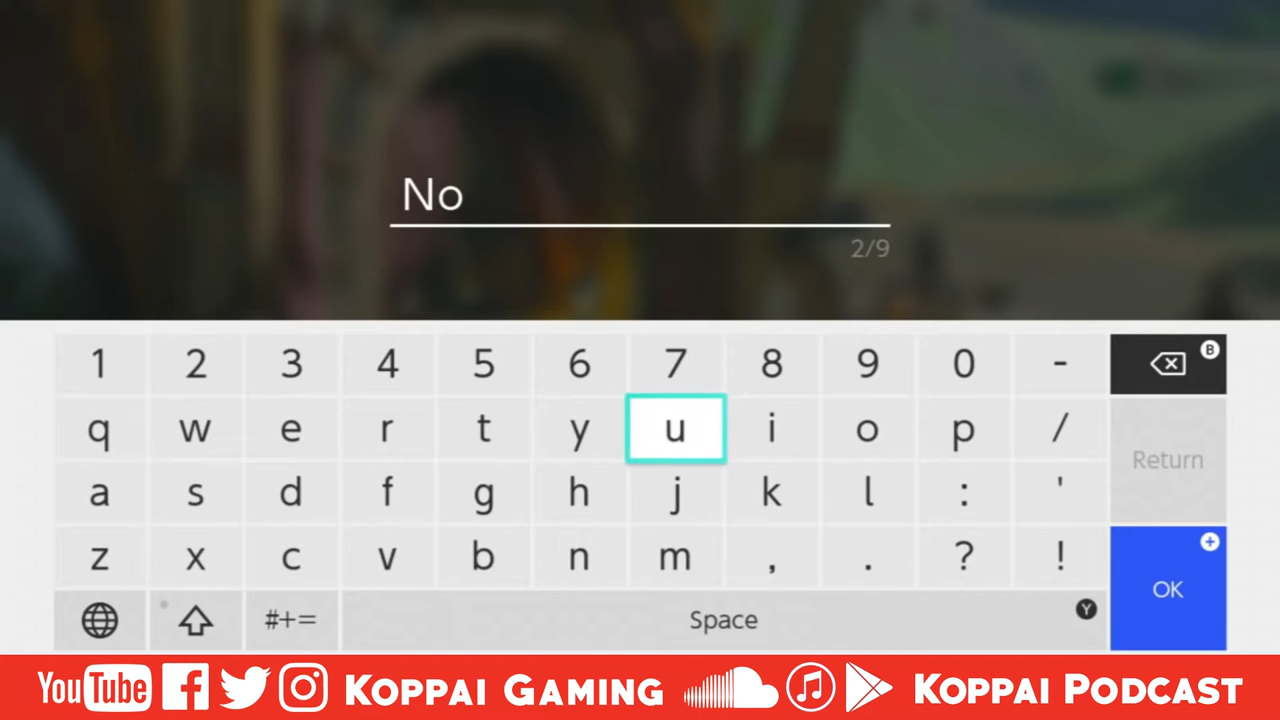 No
2/9
1 2 3 4 5 6 7 8 9 0 - B
q w e r t y u i o p /
Return
a s d f g h j k l : '
z x c v b n m , . ? ! +
OK
#+= Space Y
YouTube KOPPAI GAMING KOPPAI PODCAST